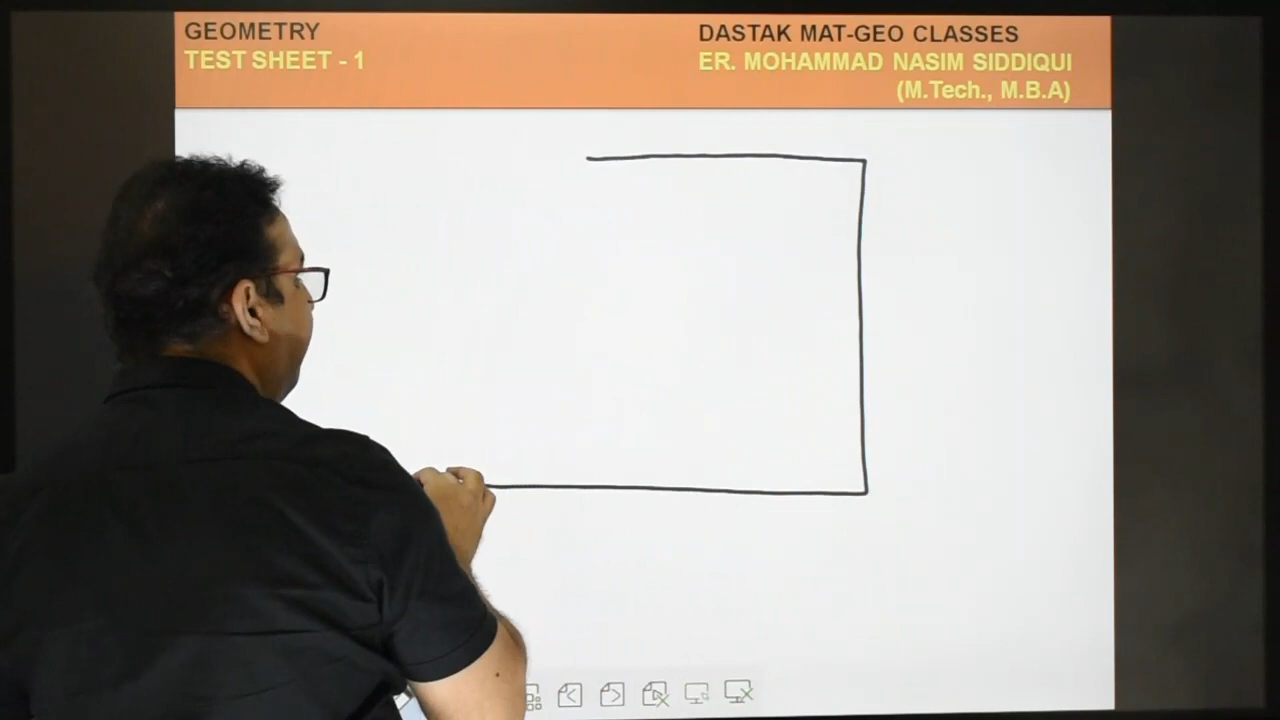 GEOMETRY
TEST SHEET - 1
DASTAK MAT-GEO CLASSES
ER. MOHAMMAD NASIM SIDDIQUI
(M.Tech., M.B.A)